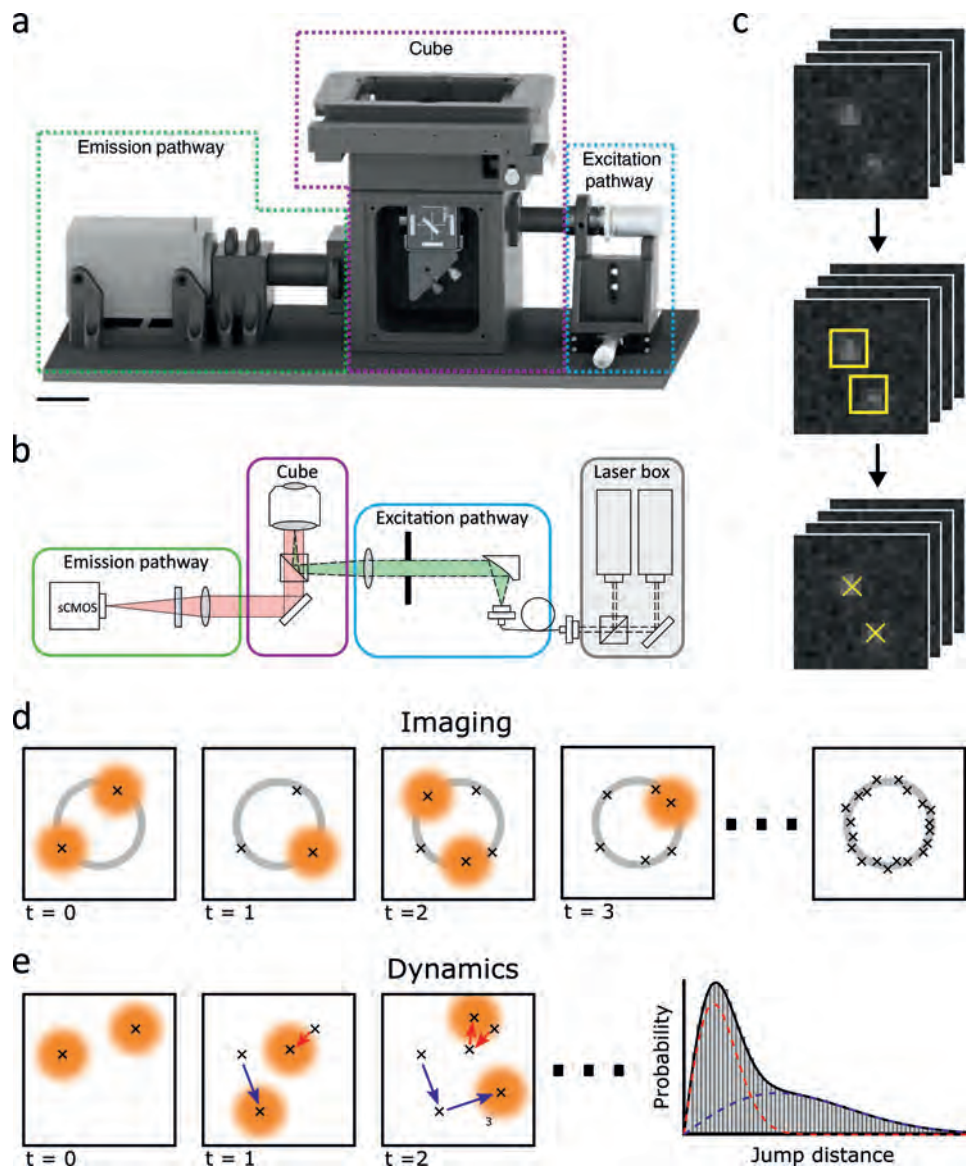 a
Cube
Emission pathway
Excitation
pathway
c
b
Cube
Laser box
Excitation pathway
Emission pathway
sCMOS
d
Imaging
t = 0
t = 1
t =2
t = 3
e
Dynamics
3
t = 0
t = 1
t =2
Probability
Jump distance